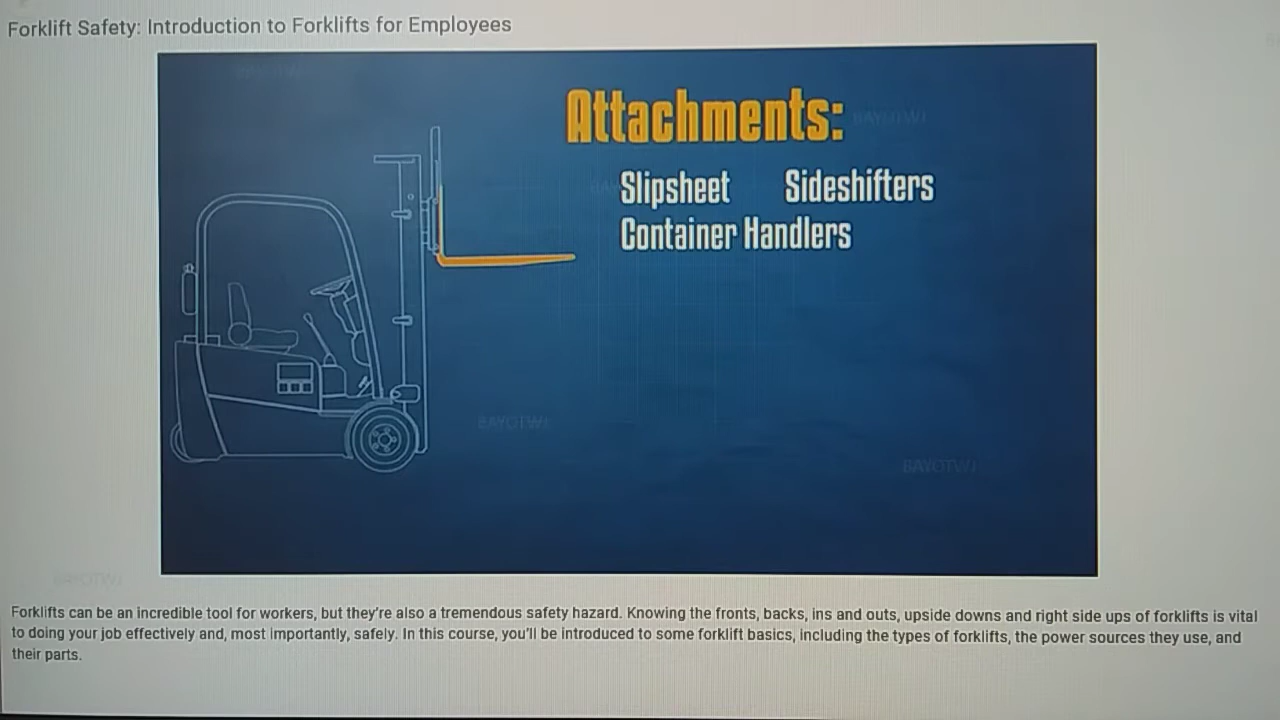 Forklift Safety: Introduction to Forklifts for Employees
Attachments:
BAYOTWJ
Slipsheet Sideshifters
Container Handlers
BAYOTWJ
BAYOTWJ
BAYOTWJ
Forklifts can be an incredible tool for workers, but they're also a tremendous safety hazard. Knowing the fronts, backs, ins and outs, upside downs and right side ups of forklifts is vital
to doing your job effectively and, most importantly, safely. In this course, you'll be introduced to some forklift basics, including the types of forklifts, the power sources they use, and
their parts.